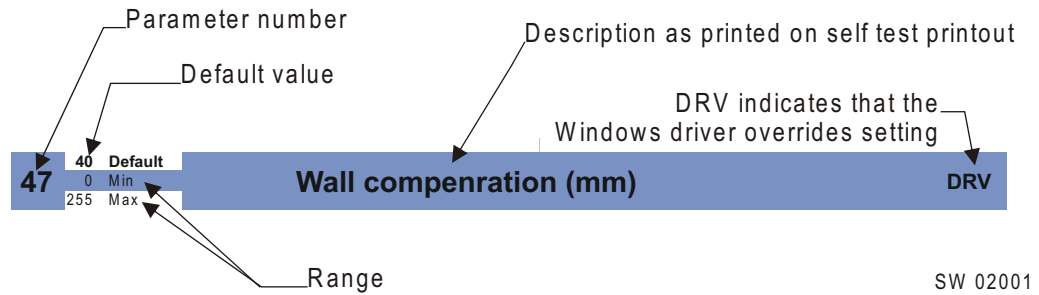 Parameter number
Description as printed on self test printout
Default value
DRV indicates that the
Windows driver overrides setting
47
40 Default
0 Min
255 Max
Wall compenration (mm)
DRV
Range
SW 02001